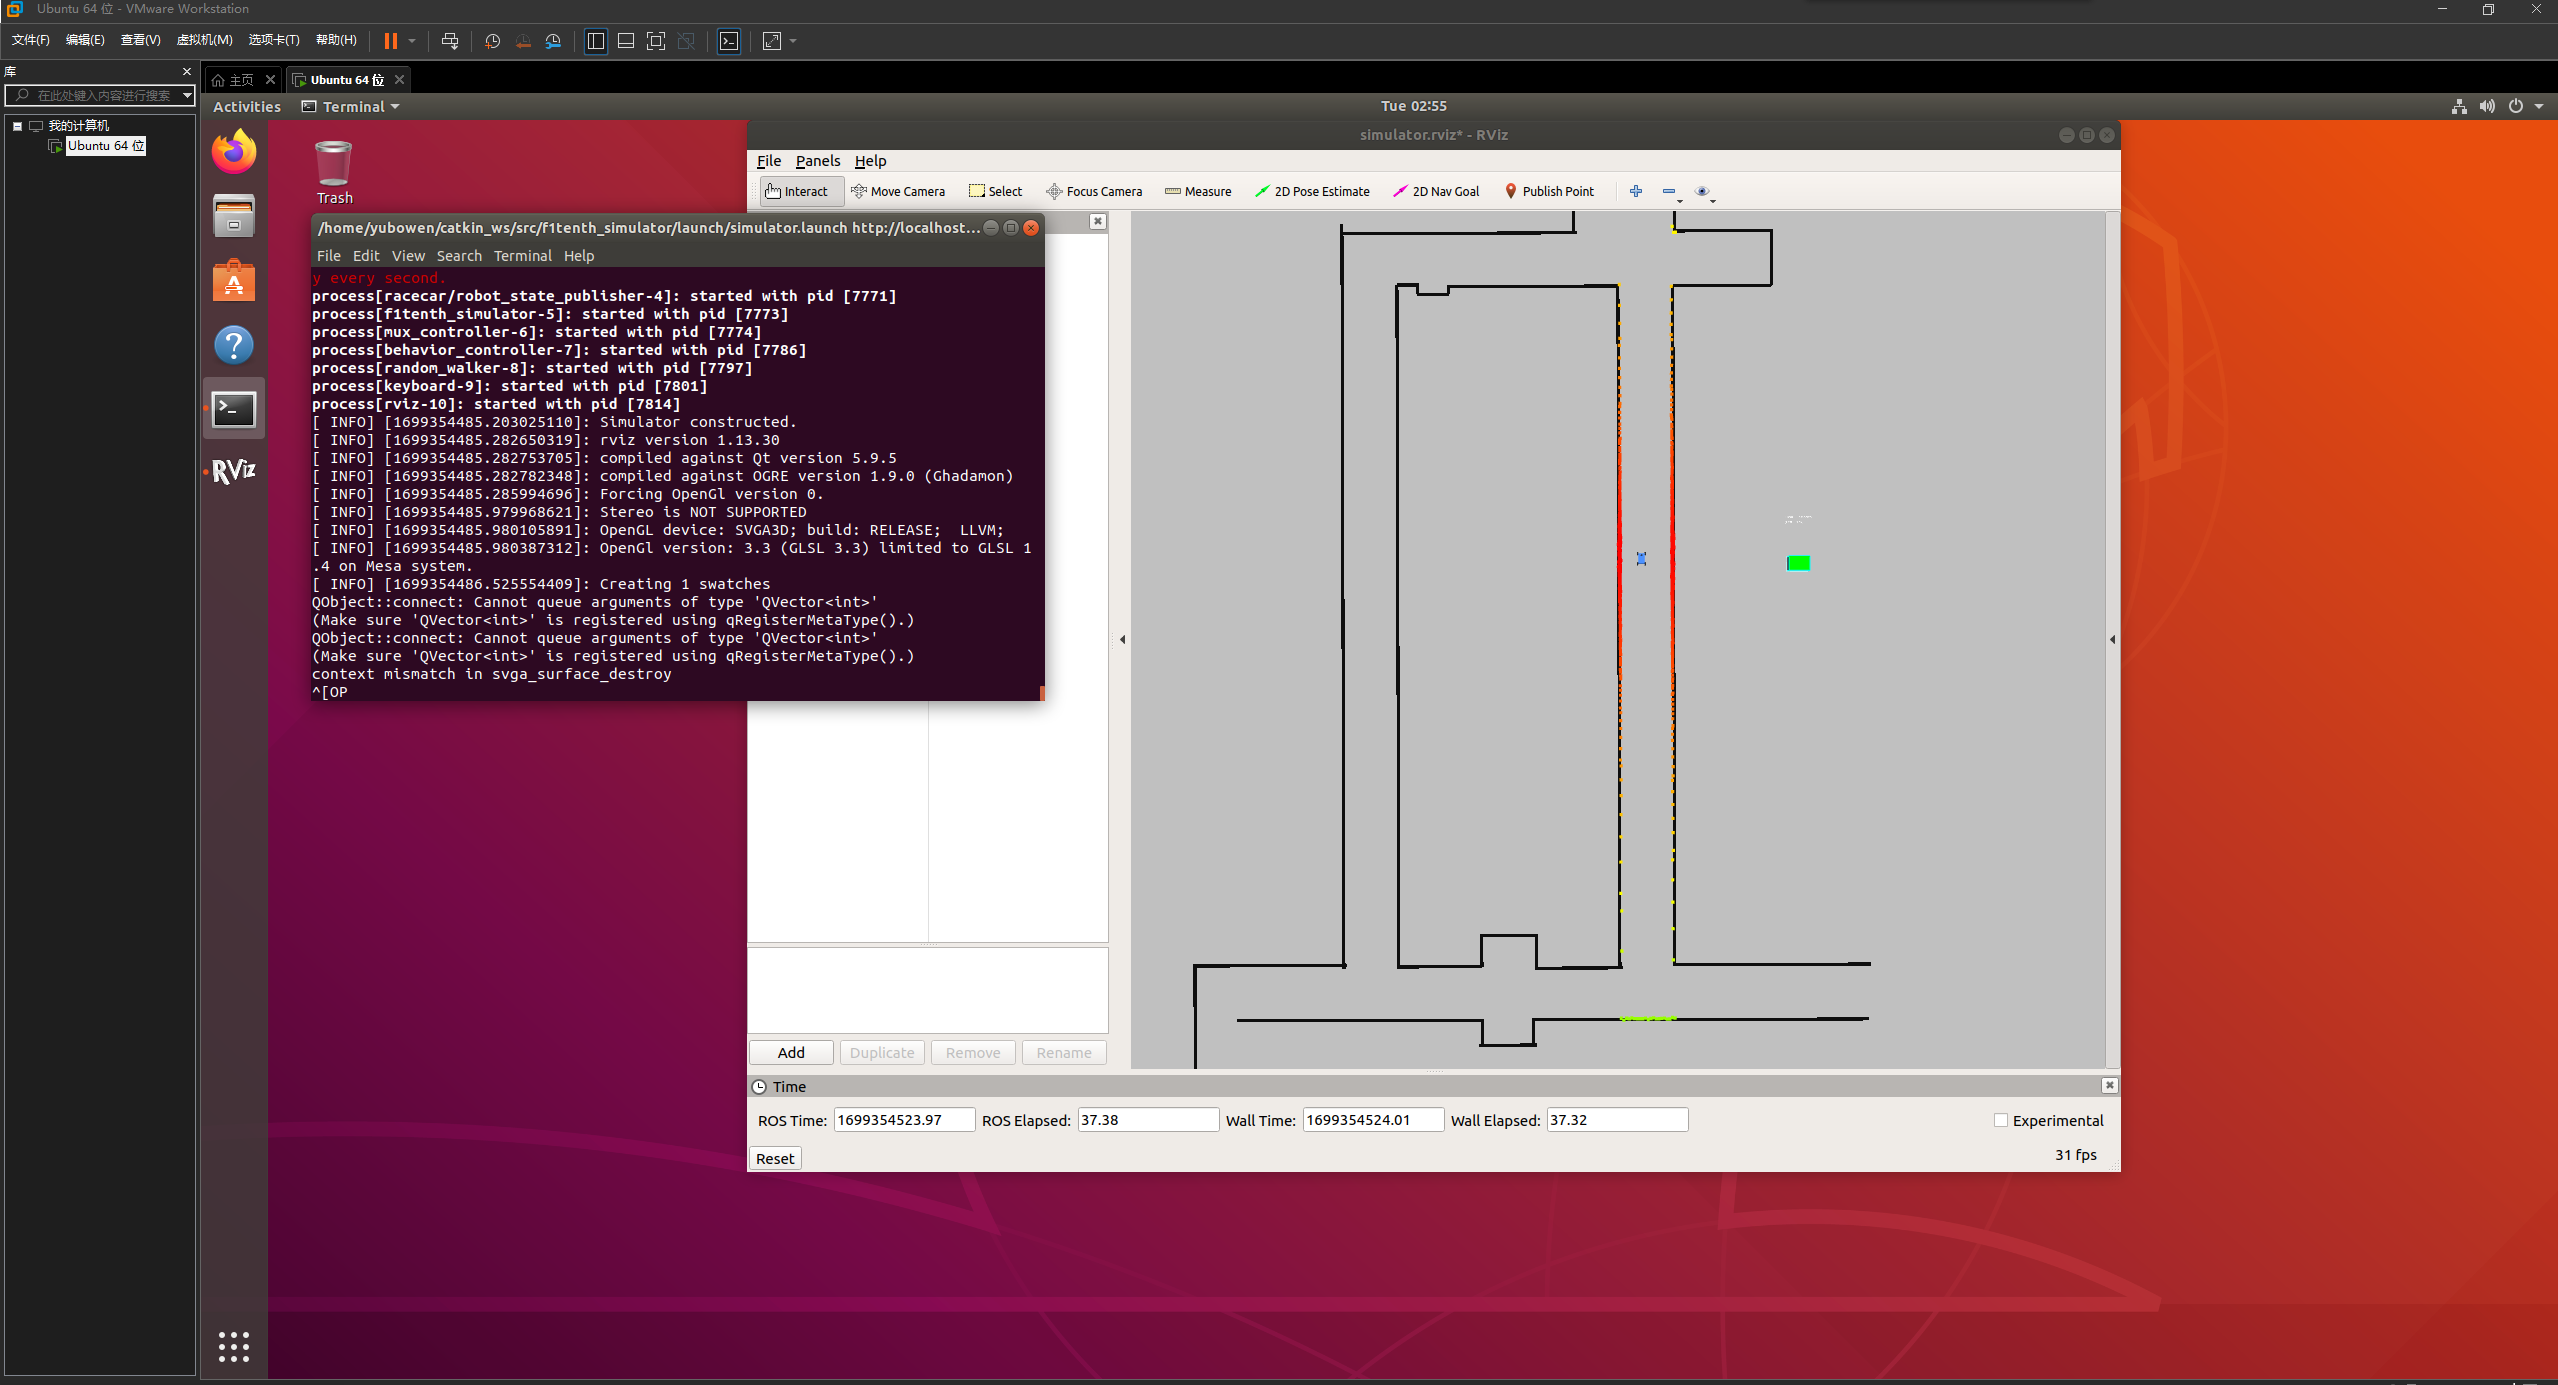 Ubuntu 64 位 - VMware Workstation
文件(F) 编辑(E) 查看(V) 虚拟机(M) 选项卡(T) 帮助(H)
库
主页
Ubuntu 64 位
在此处键入内容进行搜索
Activities
Terminal
Tue 02:55
我的计算机
Ubuntu 64 位
Trash
simulator.rviz* - RViz
File Panels Help
Interact Move Camera Select Focus Camera Measure 2D Pose Estimate 2D Nav Goal Publish Point
/home/yubowen/catkin_ws/src/f1tenth_simulator/launch/simulator.launch http://localhost...
File Edit View Search Terminal Help
y every second.
process[racecar/robot_state_publisher-4]: started with pid [7771]
process[f1tenth_simulator-5]: started with pid [7773]
process[mux_controller-6]: started with pid [7774]
process[behavior_controller-7]: started with pid [7786]
process[random_walker-8]: started with pid [7797]
process[keyboard-9]: started with pid [7801]
process[rviz-10]: started with pid [7814]
[ INFO] [1699354485.203025110]: Simulator constructed.
[ INFO] [1699354485.282650319]: rviz version 1.13.30
[ INFO] [1699354485.282753705]: compiled against Qt version 5.9.5
[ INFO] [1699354485.282782348]: compiled against OGRE version 1.9.0 (Ghadamon)
[ INFO] [1699354485.285994696]: Forcing OpenGl version 0.
[ INFO] [1699354485.979968621]: Stereo is NOT SUPPORTED
[ INFO] [1699354485.980105891]: OpenGL device: SVGA3D; build: RELEASE;  LLVM;
[ INFO] [1699354485.980387312]: OpenGl version: 3.3 (GLSL 3.3) limited to GLSL 1
.4 on Mesa system.
[ INFO] [1699354486.525554409]: Creating 1 swatches
QObject::connect: Cannot queue arguments of type 'QVector<int>'
(Make sure 'QVector<int>' is registered using qRegisterMetaType().)
QObject::connect: Cannot queue arguments of type 'QVector<int>'
(Make sure 'QVector<int>' is registered using qRegisterMetaType().)
context mismatch in svga_surface_destroy
^[OP
RViz
Add Duplicate Remove Rename
Time
ROS Time: 1699354523.97 ROS Elapsed: 37.38 Wall Time: 1699354524.01 Wall Elapsed: 37.32 Experimental
Reset
31 fps